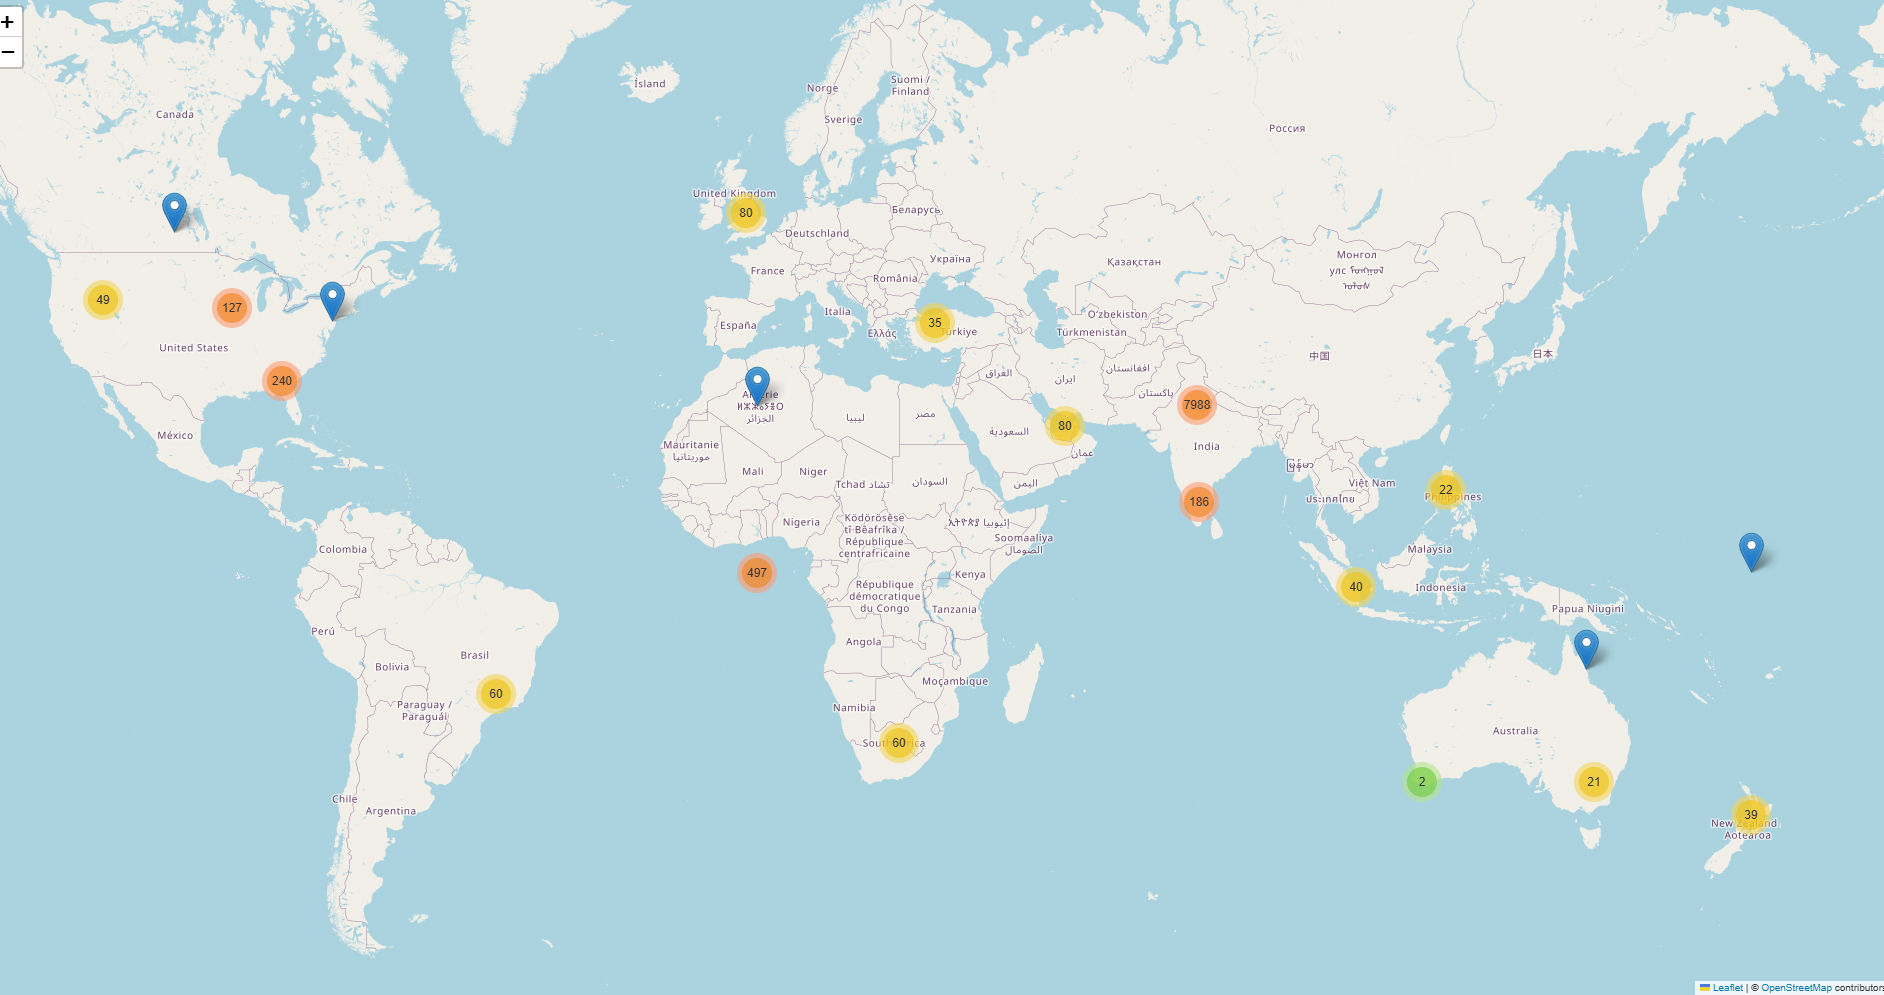 +
−
Ísland
Suomi /
Finland
Norge
Sverige
Canada
Россия
United Kingdom
80
Беларусь
Deutschland
Україна
Монгол
улс
Қазақстан
France
România
49
127
Italia
Oʻzbekiston
España
35
Türkiye
Ελλάς
Türkmenistan
United States
中国
日本
افغانستان
العراق
ایران
240
Algérie
ⵍⵣⵣⴰⵢⴻⵔ
الجزائر
پاکستان
7988
ليبيا
مصر
80
السعودية
México
Mauritanie
موريتانيا
India
عمان
Mali
Niger
Tchad تشاد
السودان
اليمن
Việt Nam
22
Philippines
ประเทศไทย
186
Nigeria
Ködörösêse
tî Bêafrîka /
République
centrafricaine
ኢትዮጵያ إثيوبيا
Soomaaliya
الصومال
Colombia
Malaysia
497
Kenya
République
démocratique
du Congo
40
Indonesia
Tanzania
Papua Niugini
Perú
Angola
Brasil
Bolivia
Moçambique
60
Paraguay /
Paraguái
Namibia
Australia
60
South Africa
2
21
Chile
Argentina
39
New Zealand
Aotearoa
Leaflet | © OpenStreetMap contributors